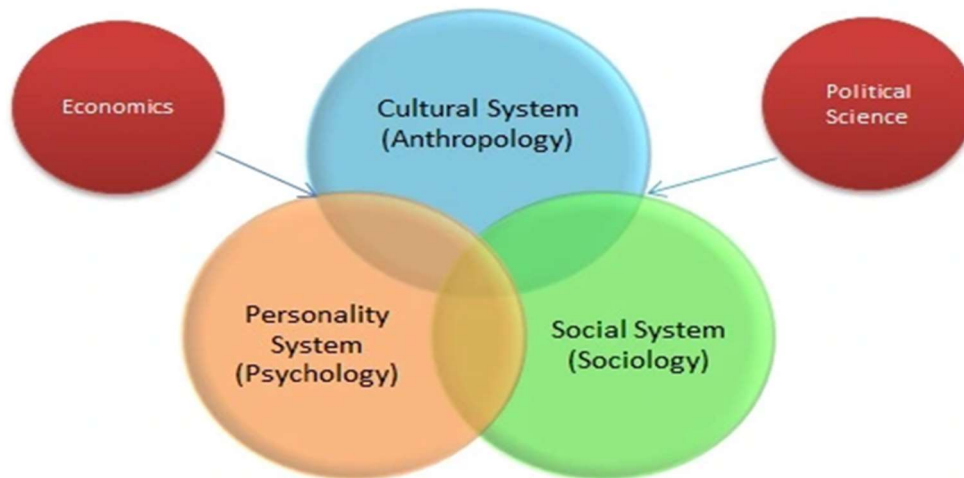 Economics
Cultural System
(Anthropology)
Political
Science
Personality
System
(Psychology)
Social System
(Sociology)